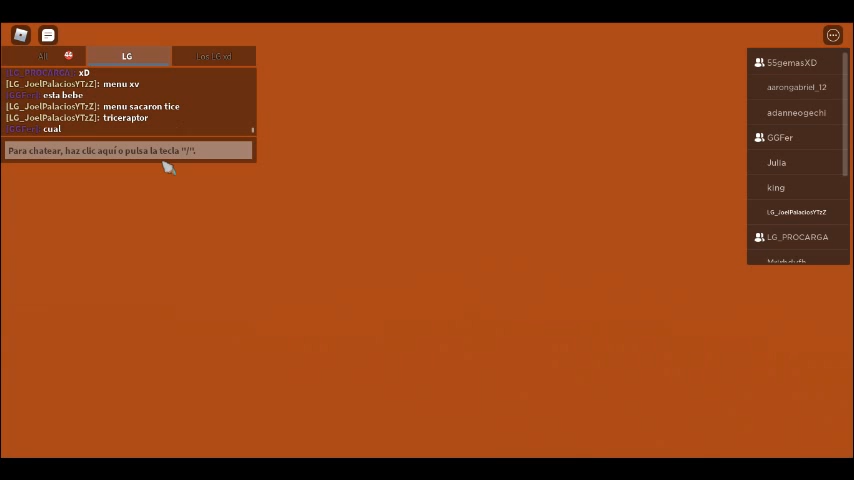 All
LG
Los LG xd
[LG_PROCARGA]: xD
[LG_JoelPalaciosYTzZ]: menu xv
[GGFer]: esta bebe
[LG_JoelPalaciosYTzZ]: menu sacaron tice
[LG_JoelPalaciosYTzZ]: triceraptor
[GGFer]: cual
Para chatear, haz clic aquí o pulsa la tecla "/".
55gemasXD
aarongabriel_12
adanneogechi
GGFer
Julia
king
LG_JoelPalaciosYTzZ
LG_PROCARGA